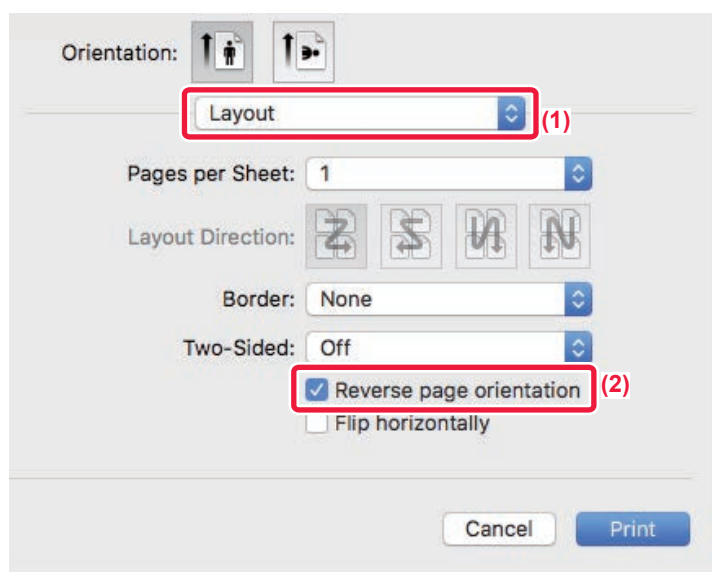 Orientation:
Layout
(1)
Pages per Sheet: 1
Layout Direction:
Border: None
Two-Sided: Off
Reverse page orientation
(2)
Flip horizontally
Cancel Print